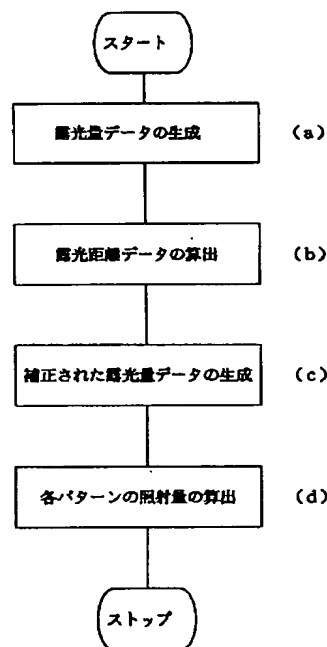 スタート
露光量データの生成 (a)
露光距離データの算出 (b)
補正された露光量データの生成 (c)
各パターンの照射量の算出 (d)
ストップ